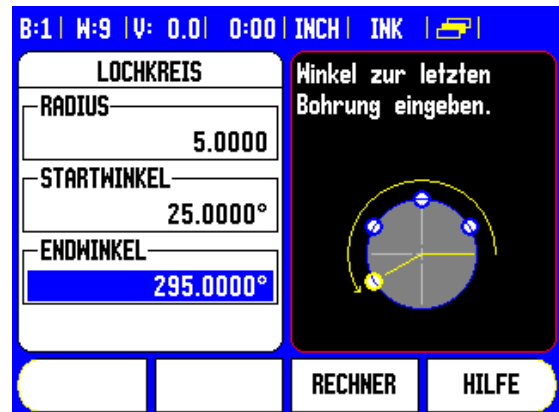 B:1 | W:9 | V: 0.0 | 0:00 | INCH | INK
LOCHKREIS
RADIUS
5.0000
STARTWINKEL
25.0000°
ENDWINKEL
295.0000°
Winkel zur letzten
Bohrung eingeben.
RECHNER HILFE